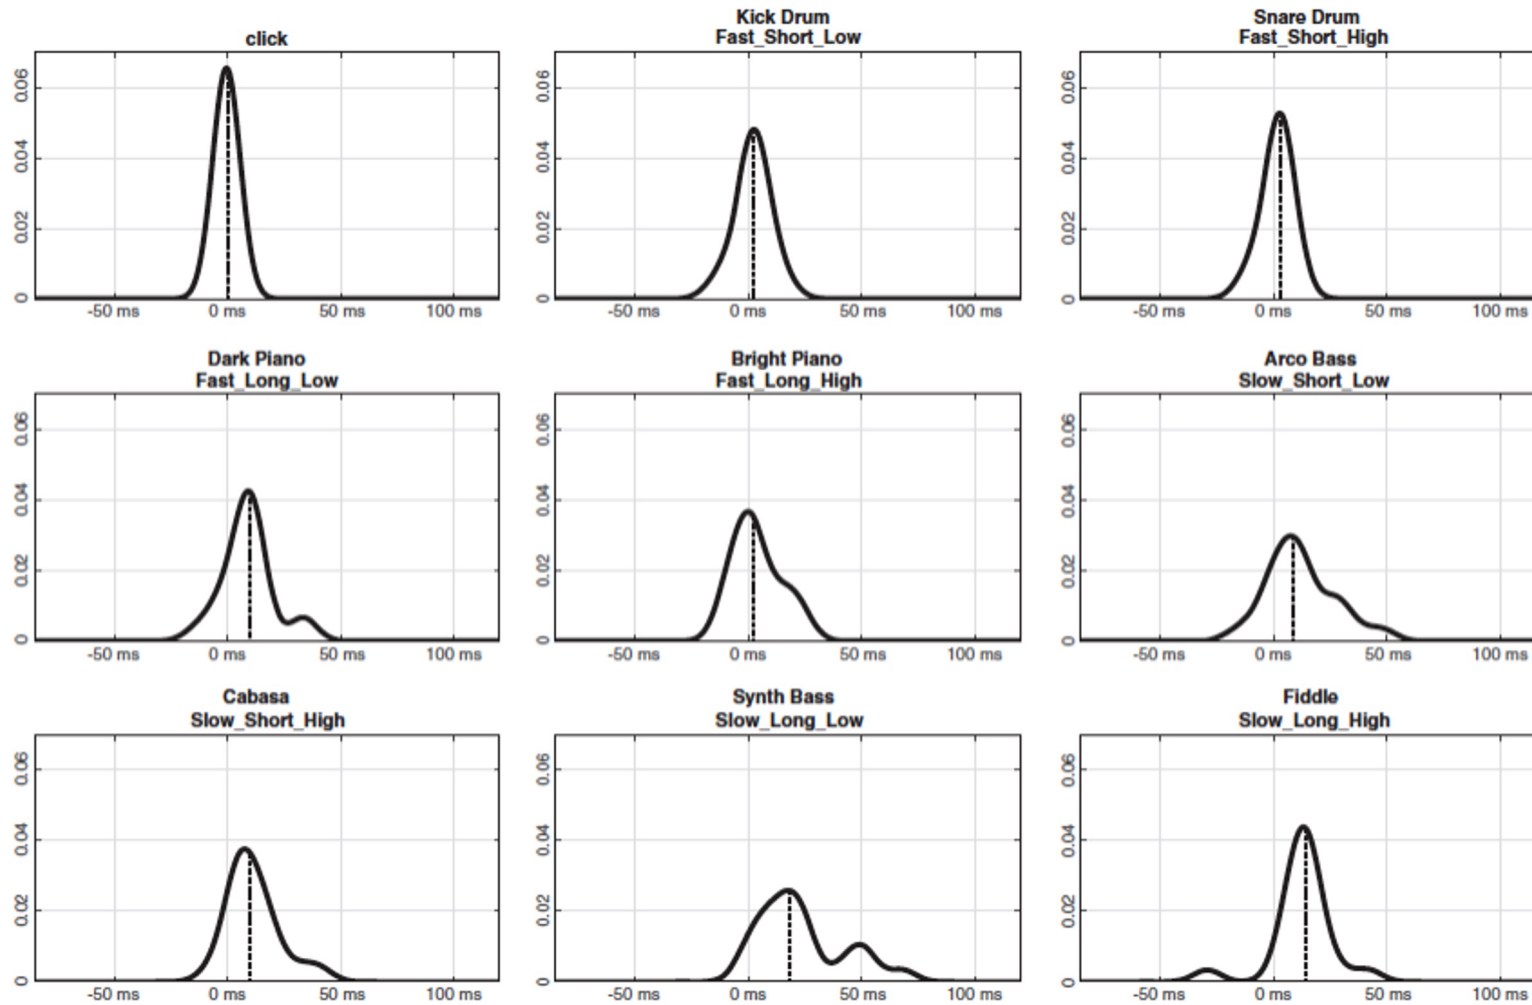 click
Kick Drum
Fast_Short_Low
Snare Drum
Fast_Short_High
0.06
0.04
0.02
0
-50 ms 0 ms 50 ms 100 ms
0.06
0.04
0.02
0
-50 ms 0 ms 50 ms 100 ms
0.06
0.04
0.02
0
-50 ms 0 ms 50 ms 100 ms
Dark Piano
Fast_Long_Low
Bright Piano
Fast_Long_High
Arco Bass
Slow_Short_Low
0.06
0.04
0.02
0
-50 ms 0 ms 50 ms 100 ms
0.06
0.04
0.02
0
-50 ms 0 ms 50 ms 100 ms
0.06
0.04
0.02
0
-50 ms 0 ms 50 ms 100 ms
Cabasa
Slow_Short_High
Synth Bass
Slow_Long_Low
Fiddle
Slow_Long_High
0.06
0.04
0.02
0
-50 ms 0 ms 50 ms 100 ms
0.06
0.04
0.02
0
-50 ms 0 ms 50 ms 100 ms
0.06
0.04
0.02
0
-50 ms 0 ms 50 ms 100 ms